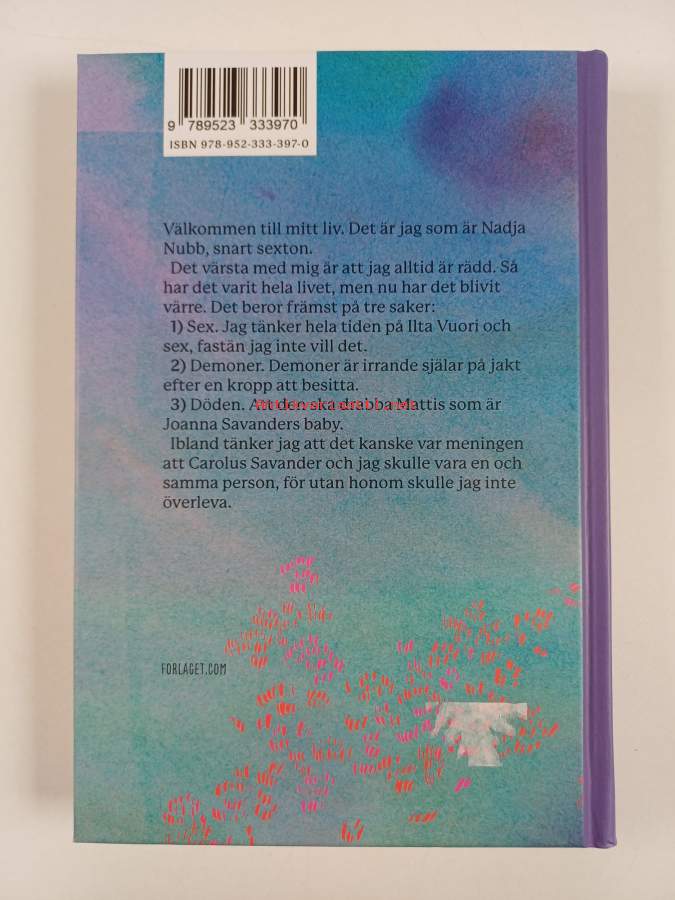 9 789523 333970
ISBN 978-952-333-397-0
Välkommen till mitt liv. Det är jag som är Nadja
Nubb, snart sexton.
Det värsta med mig är att jag alltid är rädd. Så
har det varit hela livet, men nu har det blivit
värre. Det beror främst på tre saker:
1) Sex. Jag tänker hela tiden på Ilta Vuori och
sex, fastän jag inte vill det.
2) Demoner. Demoner är irrande själar på jakt
efter en kropp att besitta.
3) Döden. Att den ska drabba Mattis som är
Joanna Savanders baby.
Ibland tänker jag att det kanske var meningen
att Carolus Savander och jag skulle vara en och
samma person, för utan honom skulle jag inte
överleva.
FORLAGET.COM